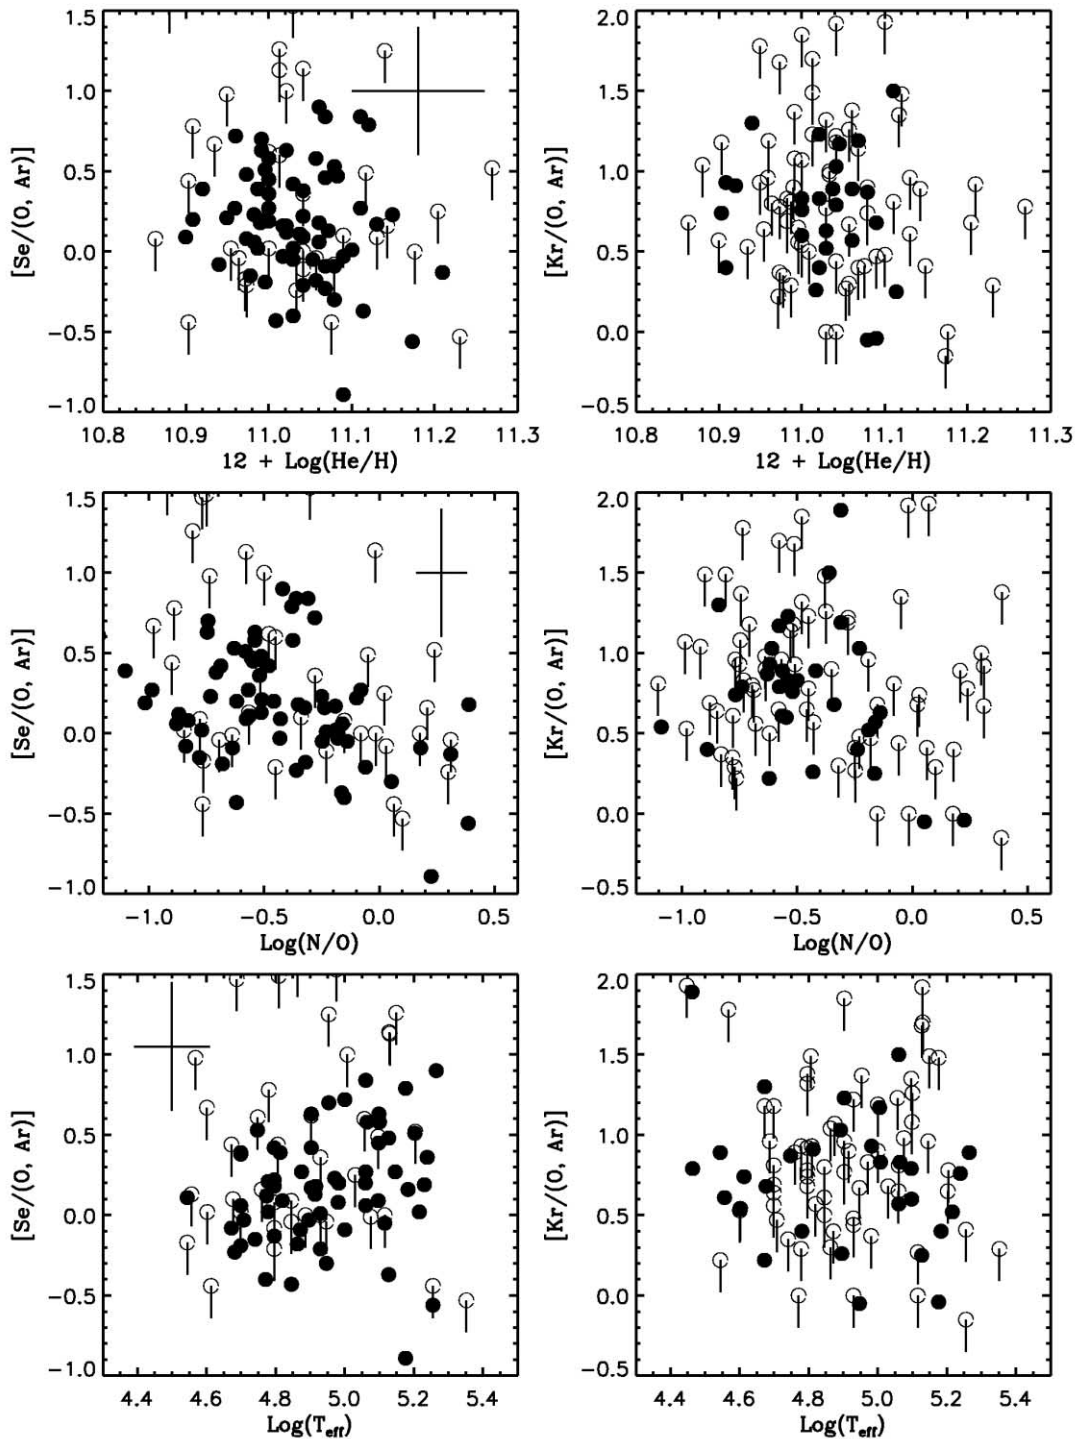 1.5 2.0
1.0 1.5
0.5 1.0
0.0 0.5
−0.5 0.0
−1.0 −0.5
[Se/(O, Ar)] [Kr/(O, Ar)]
10.8 10.9 11.0 11.1 11.2 11.3 10.8 10.9 11.0 11.1 11.2 11.3
12 + Log(He/H) 12 + Log(He/H)
1.5 2.0
1.0 1.5
0.5 1.0
0.0 0.5
−0.5 0.0
−1.0 −0.5
[Se/(O, Ar)] [Kr/(O, Ar)]
−1.0 −0.5 0.0 0.5 −1.0 −0.5 0.0 0.5
Log(N/O) Log(N/O)
1.5 2.0
1.0 1.5
0.5 1.0
0.0 0.5
−0.5 0.0
−1.0 −0.5
[Se/(O, Ar)] [Kr/(O, Ar)]
4.4 4.6 4.8 5.0 5.2 5.4 4.4 4.6 4.8 5.0 5.2 5.4
Log(T_eff) Log(T_eff)